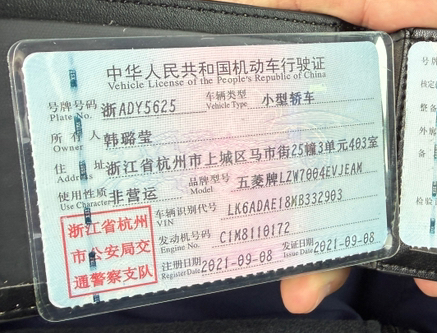 中华人民共和国机动车行驶证
Vehicle License of the People's Republic of China
号牌号码 浙ADY5625 车辆类型 小型轿车
Plate No. Vehicle Type
所有人 韩璐莹
Owner
住址 浙江省杭州市上城区马市街25幢3单元403室
Address
使用性质 非营运 品牌型号 五菱牌LZW7004EVJEAM
Use Character Model
浙江省杭州
市公安局交
通警察支队
车辆识别代号 LK6ADAE18MB332903
VIN
发动机号码 C1M8110172
Engine No.
注册日期 2021-09-08 发证日期 2021-09-08
Register Date Issue Date